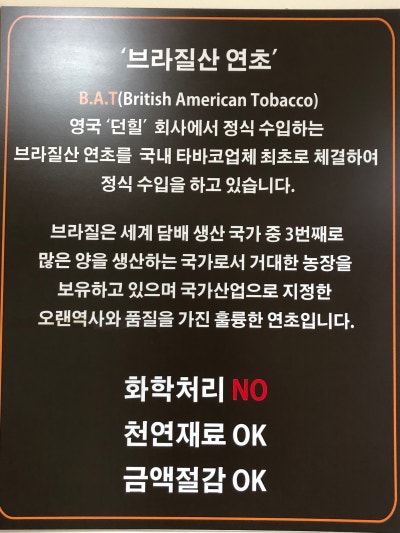 ‘브라질산 연초’
B.A.T(British American Tobacco)
영국 ‘던힐’ 회사에서 정식 수입하는
브라질산 연초를 국내 타바코업체 최초로 체결하여
정식 수입을 하고 있습니다.
브라질은 세계 담배 생산 국가 중 3번째로
많은 양을 생산하는 국가로서 거대한 농장을
보유하고 있으며 국가산업으로 지정한
오랜역사와 품질을 가진 훌륭한 연초입니다.
화학처리 NO
천연재료 OK
금액절감 OK